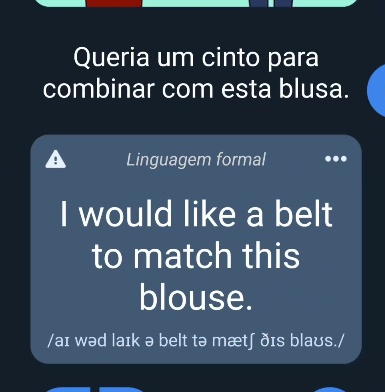 Queria um cinto para
combinar com esta blusa.
Linguagem formal
I would like a belt
to match this
blouse.
/aɪ wəd laɪk ə belt tə mætʃ ðɪs blaʊs./